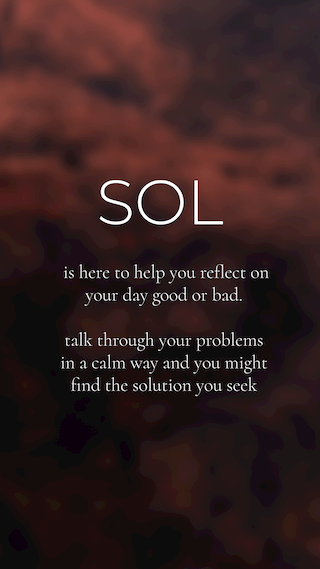 SOL
is here to help you reflect on
your day good or bad.
talk through your problems
in a calm way and you might
find the solution you seek